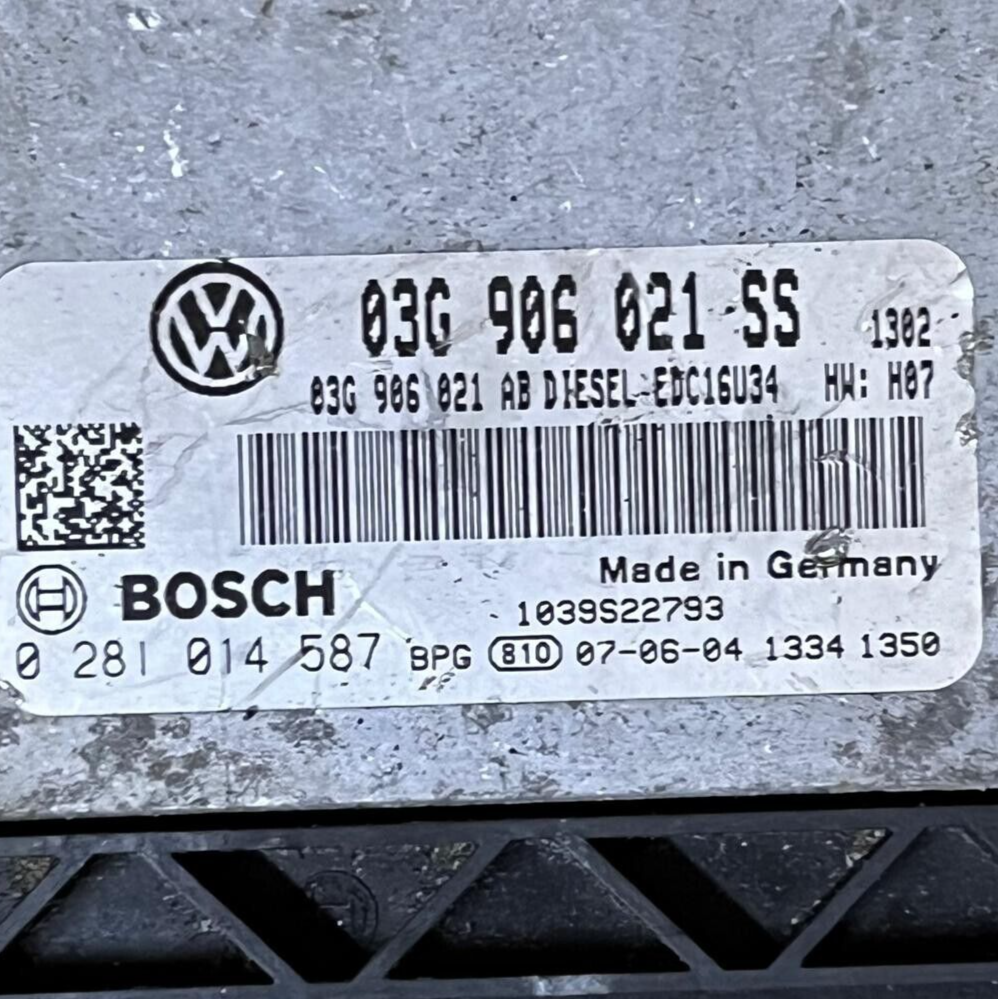 03G 906 021 SS 1302
03G 906 021 AB DIESEL-EDC16U34 HW: H07
Made in Germany
BOSCH
1039S22793
0 281 014 587 BPG 810 07-06-04 1334 1350